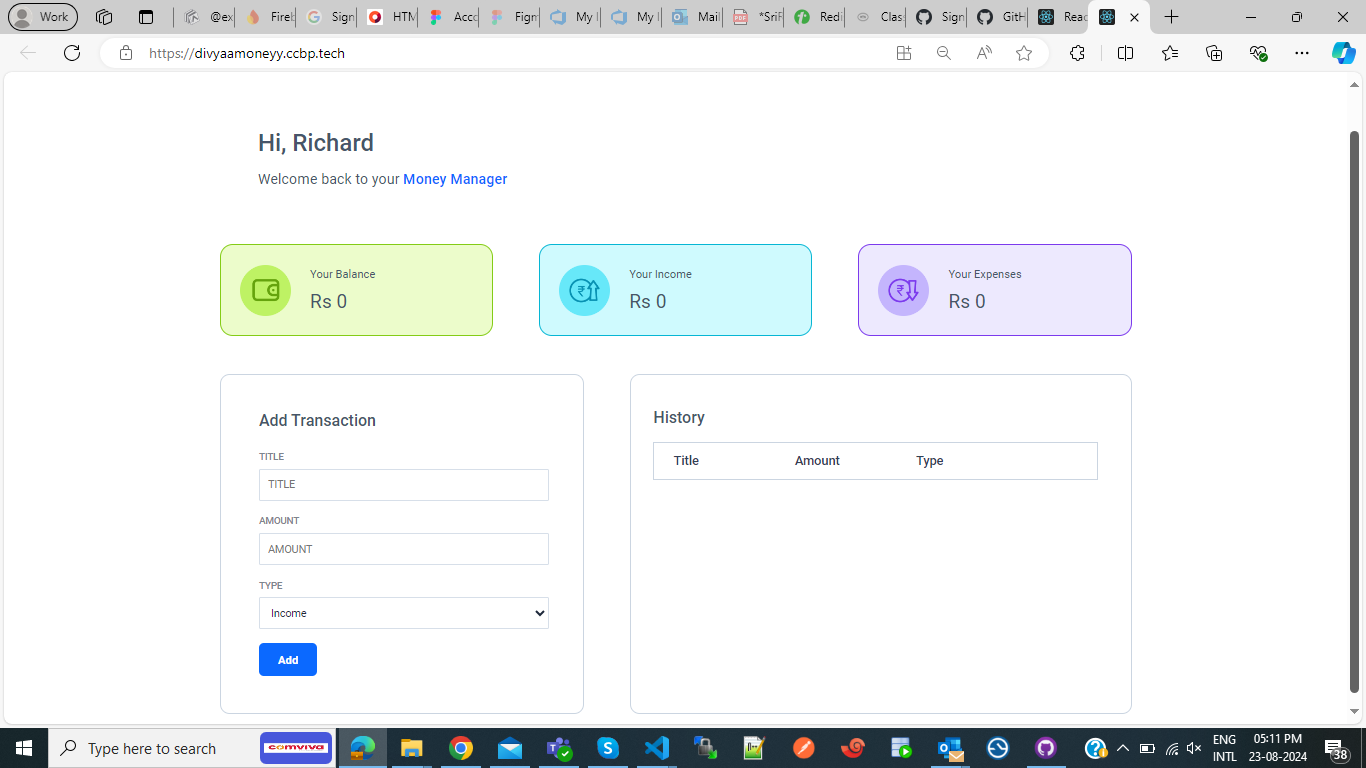 Work
@ex
Fireb
Sign
HTM
Acco
Figm
My I
My I
Mail
*SriF
Redi
Clas
Sign
GitH
Reac
https://divyaamoneyy.ccbp.tech
Hi, Richard
Welcome back to your Money Manager
Your Balance
Rs 0
Your Income
Rs 0
Your Expenses
Rs 0
Add Transaction
TITLE
TITLE
AMOUNT
AMOUNT
TYPE
Income
Add
History
Title Amount Type
Type here to search
comviva
ENG
INTL
05:11 PM
23-08-2024
38